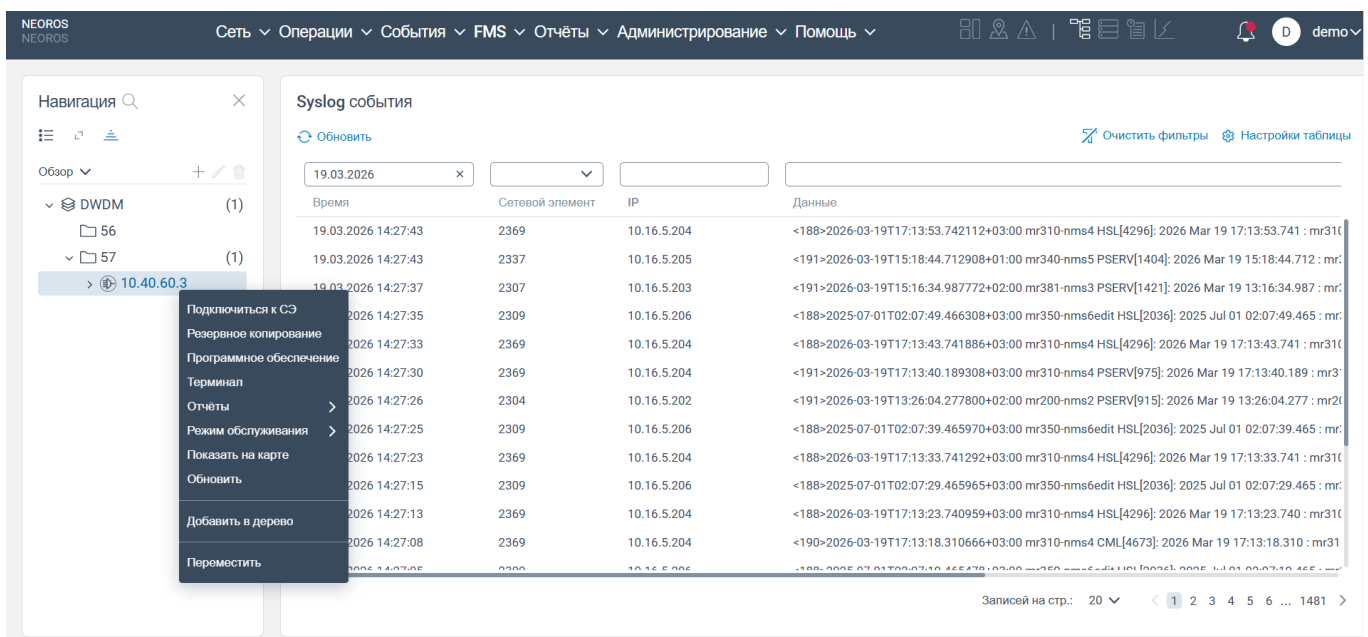 NEOROS
NEOROS
Сеть Операции События FMS Отчёты Администрирование Помощь
D demo
Навигация
Обзор
DWDM (1)
56
57 (1)
10.40.60.3
Подключиться к СЭ
Резервное копирование
Программное обеспечение
Терминал
Отчёты
Режим обслуживания
Показать на карте
Обновить
Добавить в дерево
Переместить
Syslog события
Обновить
Очистить фильтры Настройки таблицы
19.03.2026
Время Сетевой элемент IP Данные
19.03.2026 14:27:43 2369 10.16.5.204 <188>2026-03-19T17:13:53.742112+03:00 mr310-nms4 HSL[4296]: 2026 Mar 19 17:13:53.741 : mr310
19.03.2026 14:27:43 2337 10.16.5.205 <191>2026-03-19T15:18:44.712908+01:00 mr340-nms5 PSERV[1404]: 2026 Mar 19 15:18:44.712 :
19.03.2026 14:27:37 2307 10.16.5.203 <191>2026-03-19T15:16:34.987772+02:00 mr381-nms3 PSERV[1421]: 2026 Mar 19 13:16:34.987 :
2026 14:27:35 2309 10.16.5.206 <188>2025-07-01T02:07:49.466308+03:00 mr350-nms6edit HSL[2036]: 2025 Jul 01 02:07:49.465 :
2026 14:27:33 2369 10.16.5.204 <188>2026-03-19T17:13:43.741886+03:00 mr310-nms4 HSL[4296]: 2026 Mar 19 17:13:43.741 : mr310
2026 14:27:30 2369 10.16.5.204 <191>2026-03-19T17:13:40.189308+03:00 mr310-nms4 PSERV[975]: 2026 Mar 19 17:13:40.189 :
2026 14:27:26 2304 10.16.5.202 <191>2026-03-19T13:26:04.277800+02:00 mr200-nms2 PSERV[915]: 2026 Mar 19 13:26:04.277 :
2026 14:27:25 2309 10.16.5.206 <188>2025-07-01T02:07:39.465970+03:00 mr350-nms6edit HSL[2036]: 2025 Jul 01 02:07:39.465 :
2026 14:27:23 2369 10.16.5.204 <188>2026-03-19T17:13:33.741292+03:00 mr310-nms4 HSL[4296]: 2026 Mar 19 17:13:33.741 : mr310
2026 14:27:15 2309 10.16.5.206 <188>2025-07-01T02:07:29.465965+03:00 mr350-nms6edit HSL[2036]: 2025 Jul 01 02:07:29.465 :
2026 14:27:13 2369 10.16.5.204 <188>2026-03-19T17:13:23.740959+03:00 mr310-nms4 HSL[4296]: 2026 Mar 19 17:13:23.740 : mr310
2026 14:27:08 2369 10.16.5.204 <190>2026-03-19T17:13:18.310666+03:00 mr310-nms4 CML[4673]: 2026 Mar 19 17:13:18.310 : mr31
Записей на стр.: 20 1 2 3 4 5 6 ... 1481